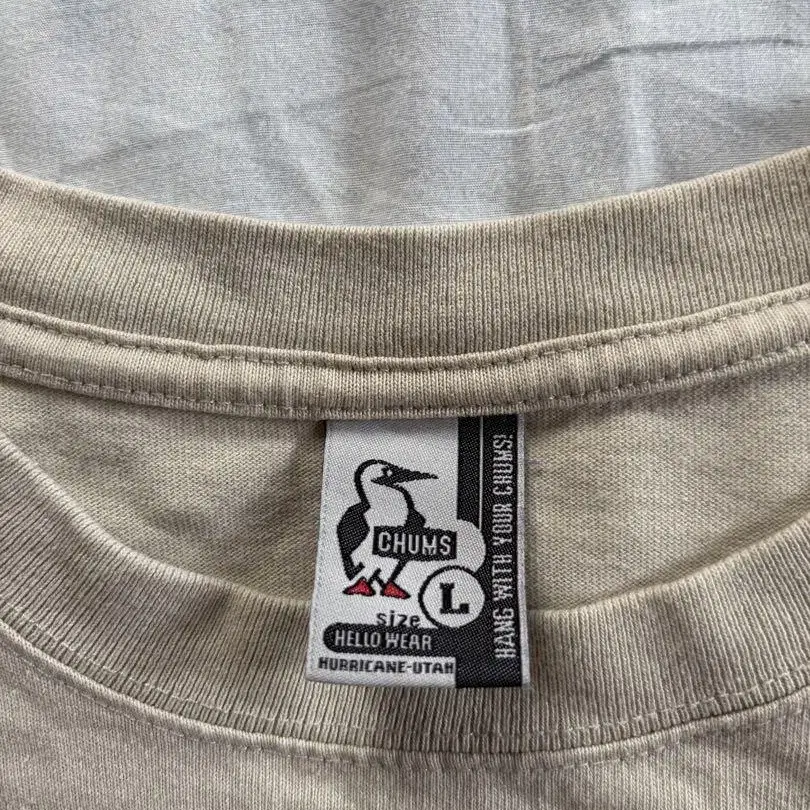 CHUMS
L
size
HELLO WEAR
HURRICANE-UTAH
HANG WITH YOUR CHUMS!